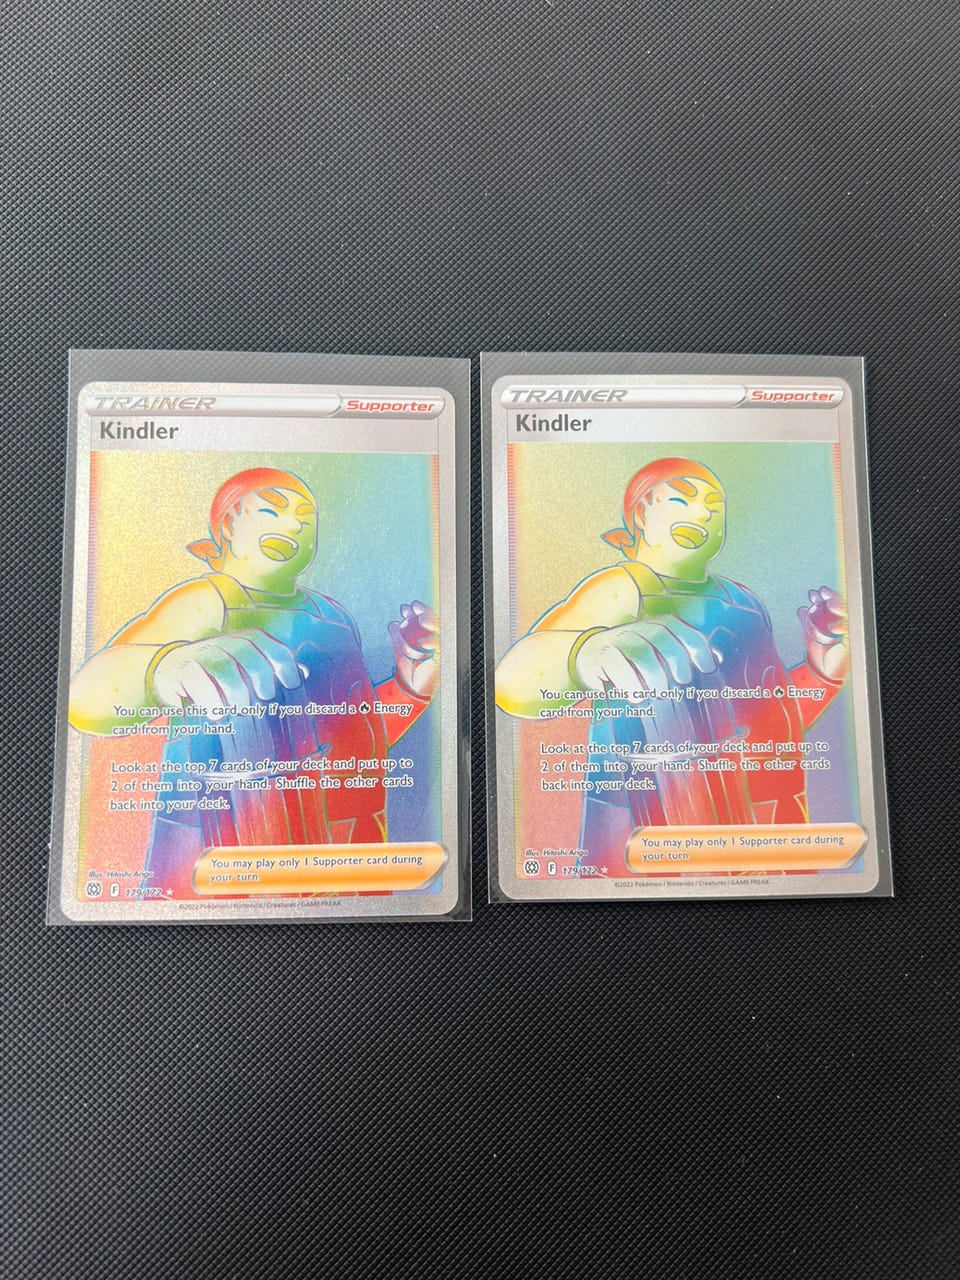 TRAINER Supporter
Kindler
You can use this card only if you discard a Energy
card from your hand.
Look at the top 7 cards of your deck and put up to
2 of them into your hand. Shuffle the other cards
back into your deck.
You may play only 1 Supporter card during
your turn.
Illus. Hitoshi Ariga
F 179/172
©2022 Pokémon / Nintendo / Creatures / GAME FREAK
TRAINER Supporter
Kindler
You can use this card only if you discard a Energy
card from your hand.
Look at the top 7 cards of your deck and put up to
2 of them into your hand. Shuffle the other cards
back into your deck.
You may play only 1 Supporter card during
your turn.
Illus. Hitoshi Ariga
F 179/172
©2022 Pokémon / Nintendo / Creatures / GAME FREAK